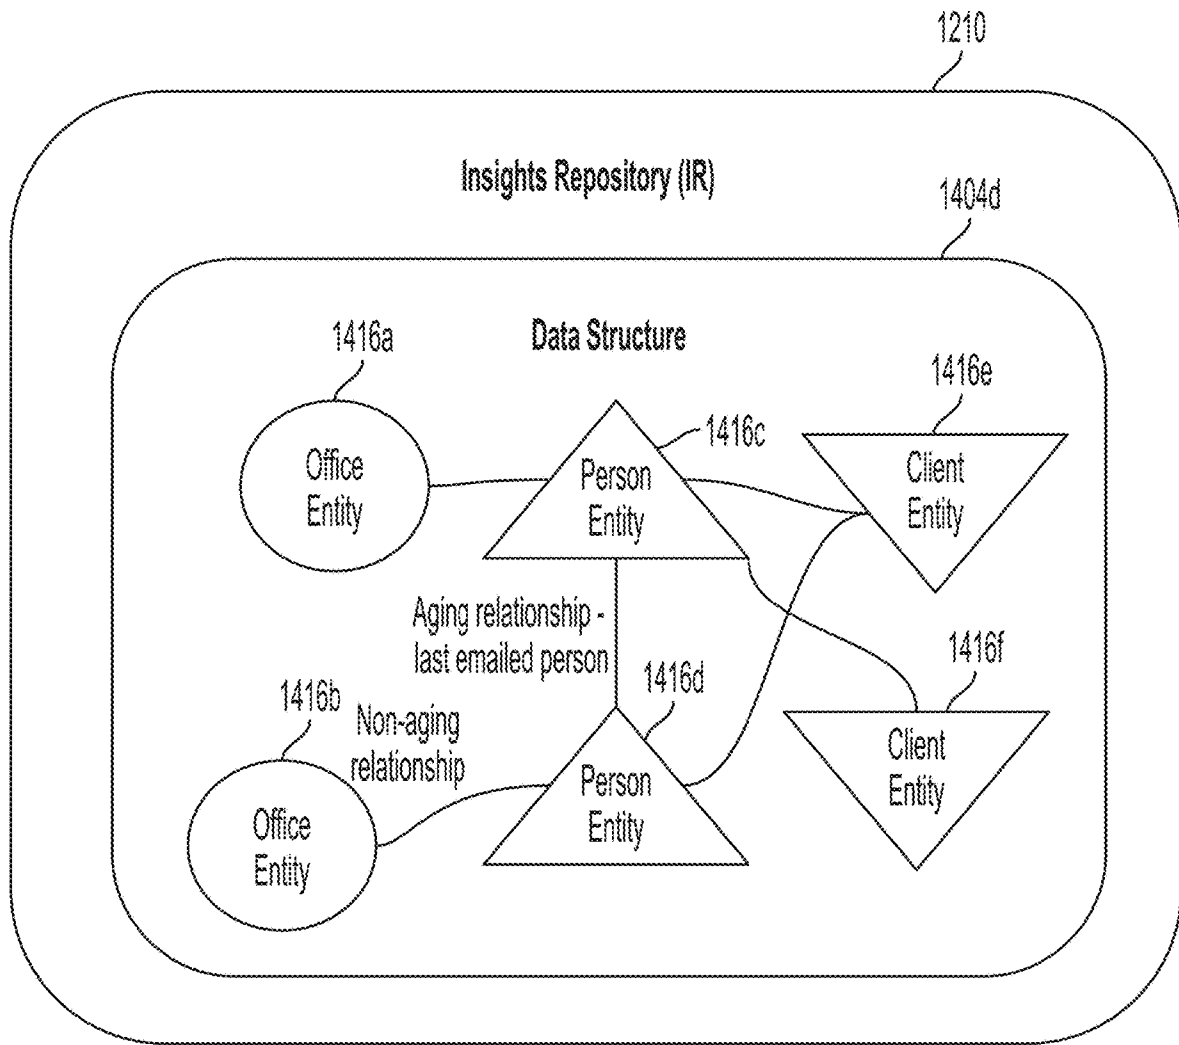 1210
Insights Repository (IR)
1404d
Data Structure
1416a
Office
Entity
1416c
Person
Entity
1416e
Client
Entity
Aging relationship -
last emailed person
1416d
1416f
1416b
Non-aging
relationship
Office
Entity
Person
Entity
Client
Entity